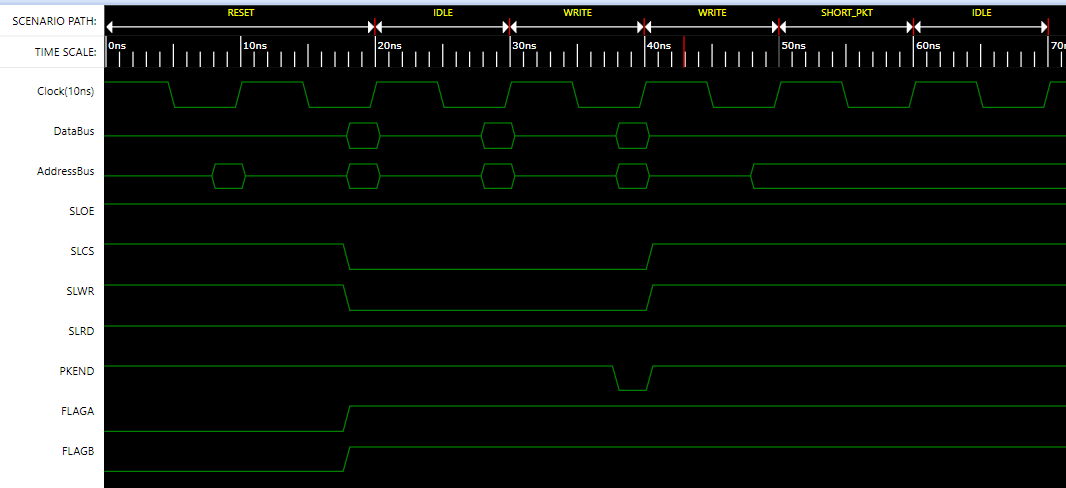 SCENARIO PATH: RESET IDLE WRITE WRITE SHORT_PKT IDLE
TIME SCALE: 0ns 10ns 20ns 30ns 40ns 50ns 60ns 70n
Clock(10ns)
DataBus
AddressBus
SLOE
SLCS
SLWR
SLRD
PKEND
FLAGA
FLAGB